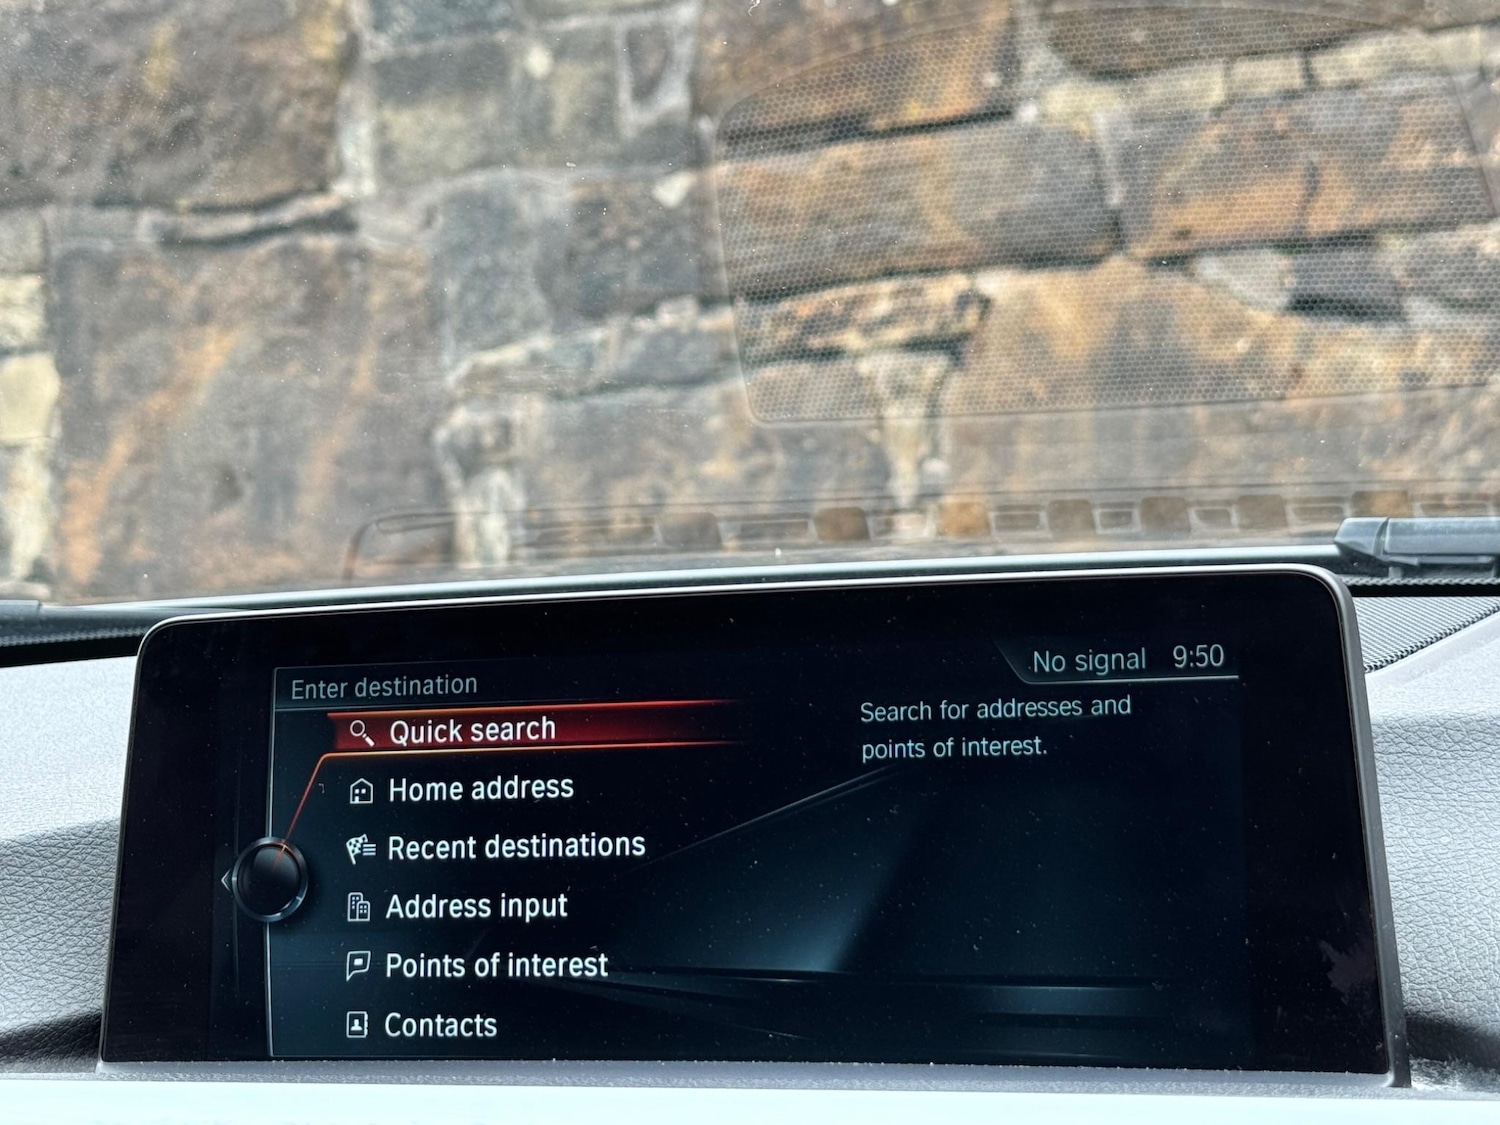 No signal 9:50
Enter destination
Quick search
Home address
Recent destinations
Address input
Points of interest
Contacts
Search for addresses and
points of interest.